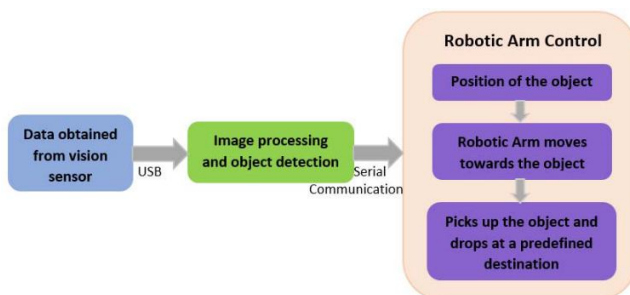 Robotic Arm Control
Position of the object
Data obtained
from vision
sensor
USB
Image processing
and object detection
Serial
Communication
Robotic Arm moves
towards the object
Picks up the object and
drops at a predefined
destination